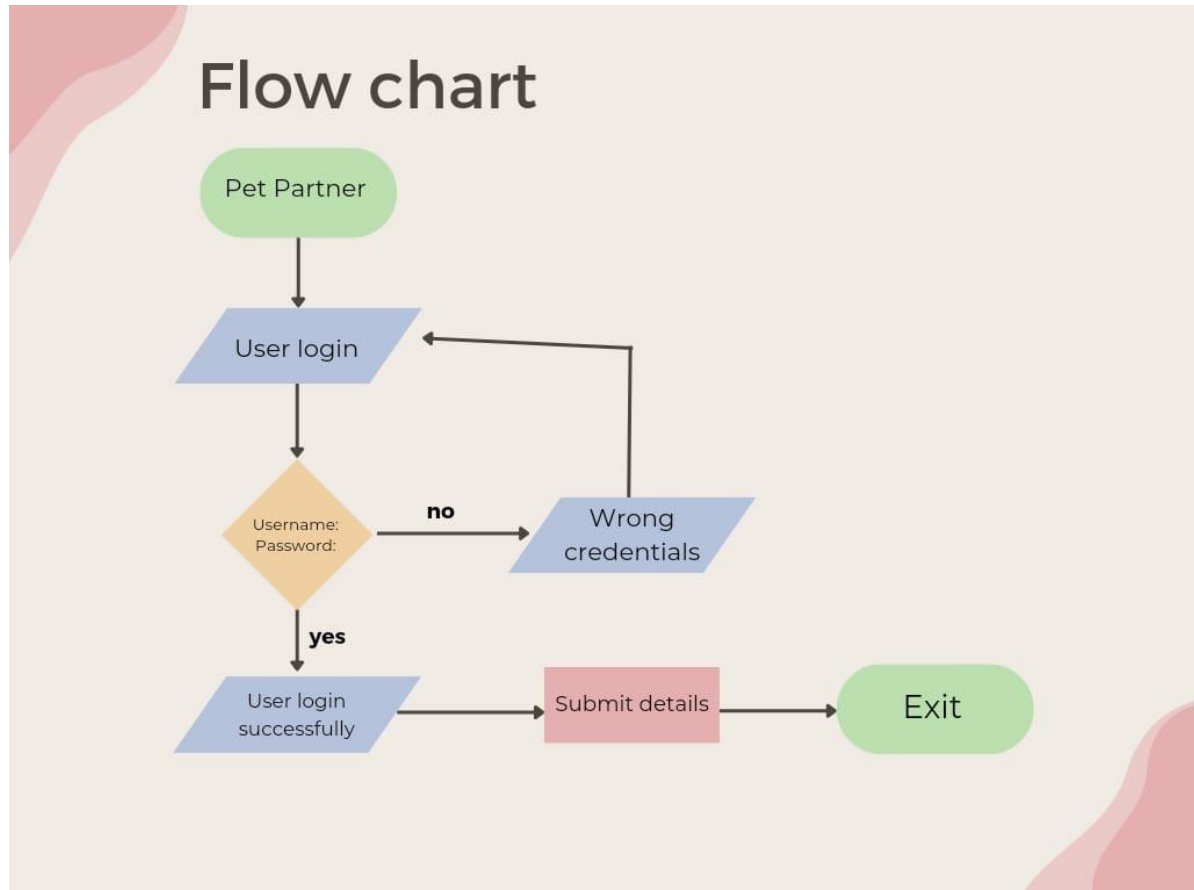 Flow chart
Pet Partner
User login
Username:
Password:
no
Wrong
credentials
yes
User login
successfully
Submit details
Exit